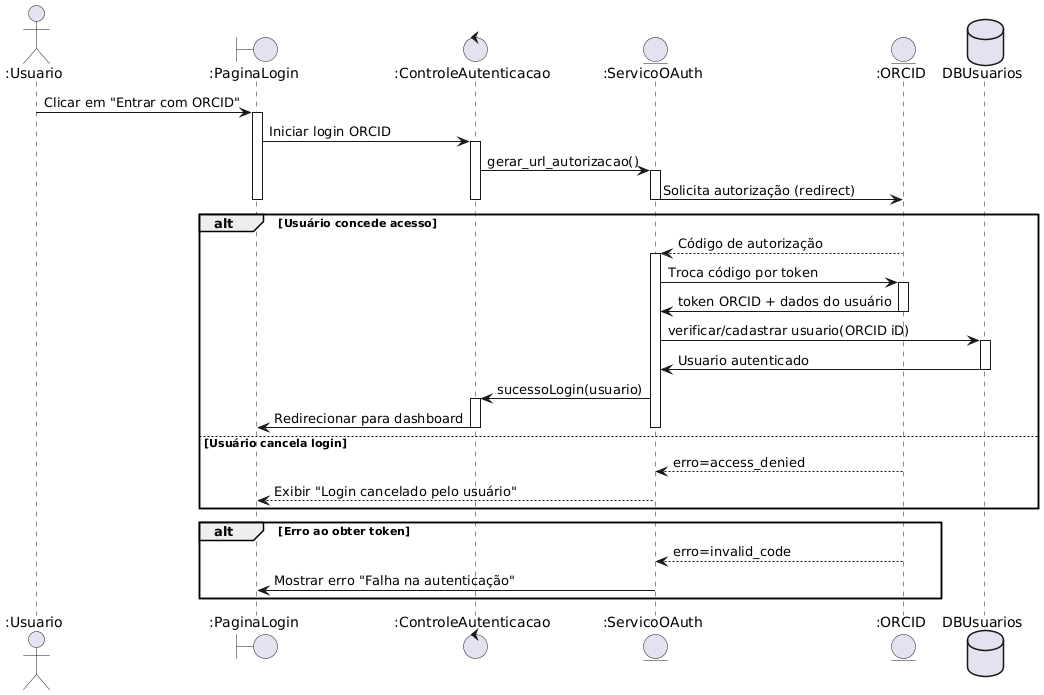 :Usuario
:PaginaLogin
:ControleAutenticacao
:ServicoOAuth
:ORCID
DBUsuarios
Clicar em "Entrar com ORCID"
Iniciar login ORCID
gerar_url_autorizacao()
Solicita autorização (redirect)
alt
[Usuário concede acesso]
Código de autorização
Troca código por token
token ORCID + dados do usuário
verificar/cadastrar usuario(ORCID iD)
Usuario autenticado
sucessoLogin(usuario)
Redirecionar para dashboard
[Usuário cancela login]
erro=access_denied
Exibir "Login cancelado pelo usuário"
alt
[Erro ao obter token]
erro=invalid_code
Mostrar erro "Falha na autenticação"
:Usuario
:PaginaLogin
:ControleAutenticacao
:ServicoOAuth
:ORCID
DBUsuarios